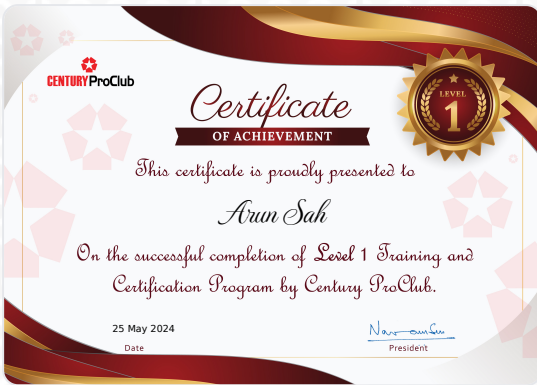 CENTURY ProClub
LEVEL
1
Certificate
OF ACHIEVEMENT
This certificate is proudly presented to
Arun Sah
On the successful completion of Level 1 Training and
Certification Program by Century ProClub.
25 May 2024
Date
President